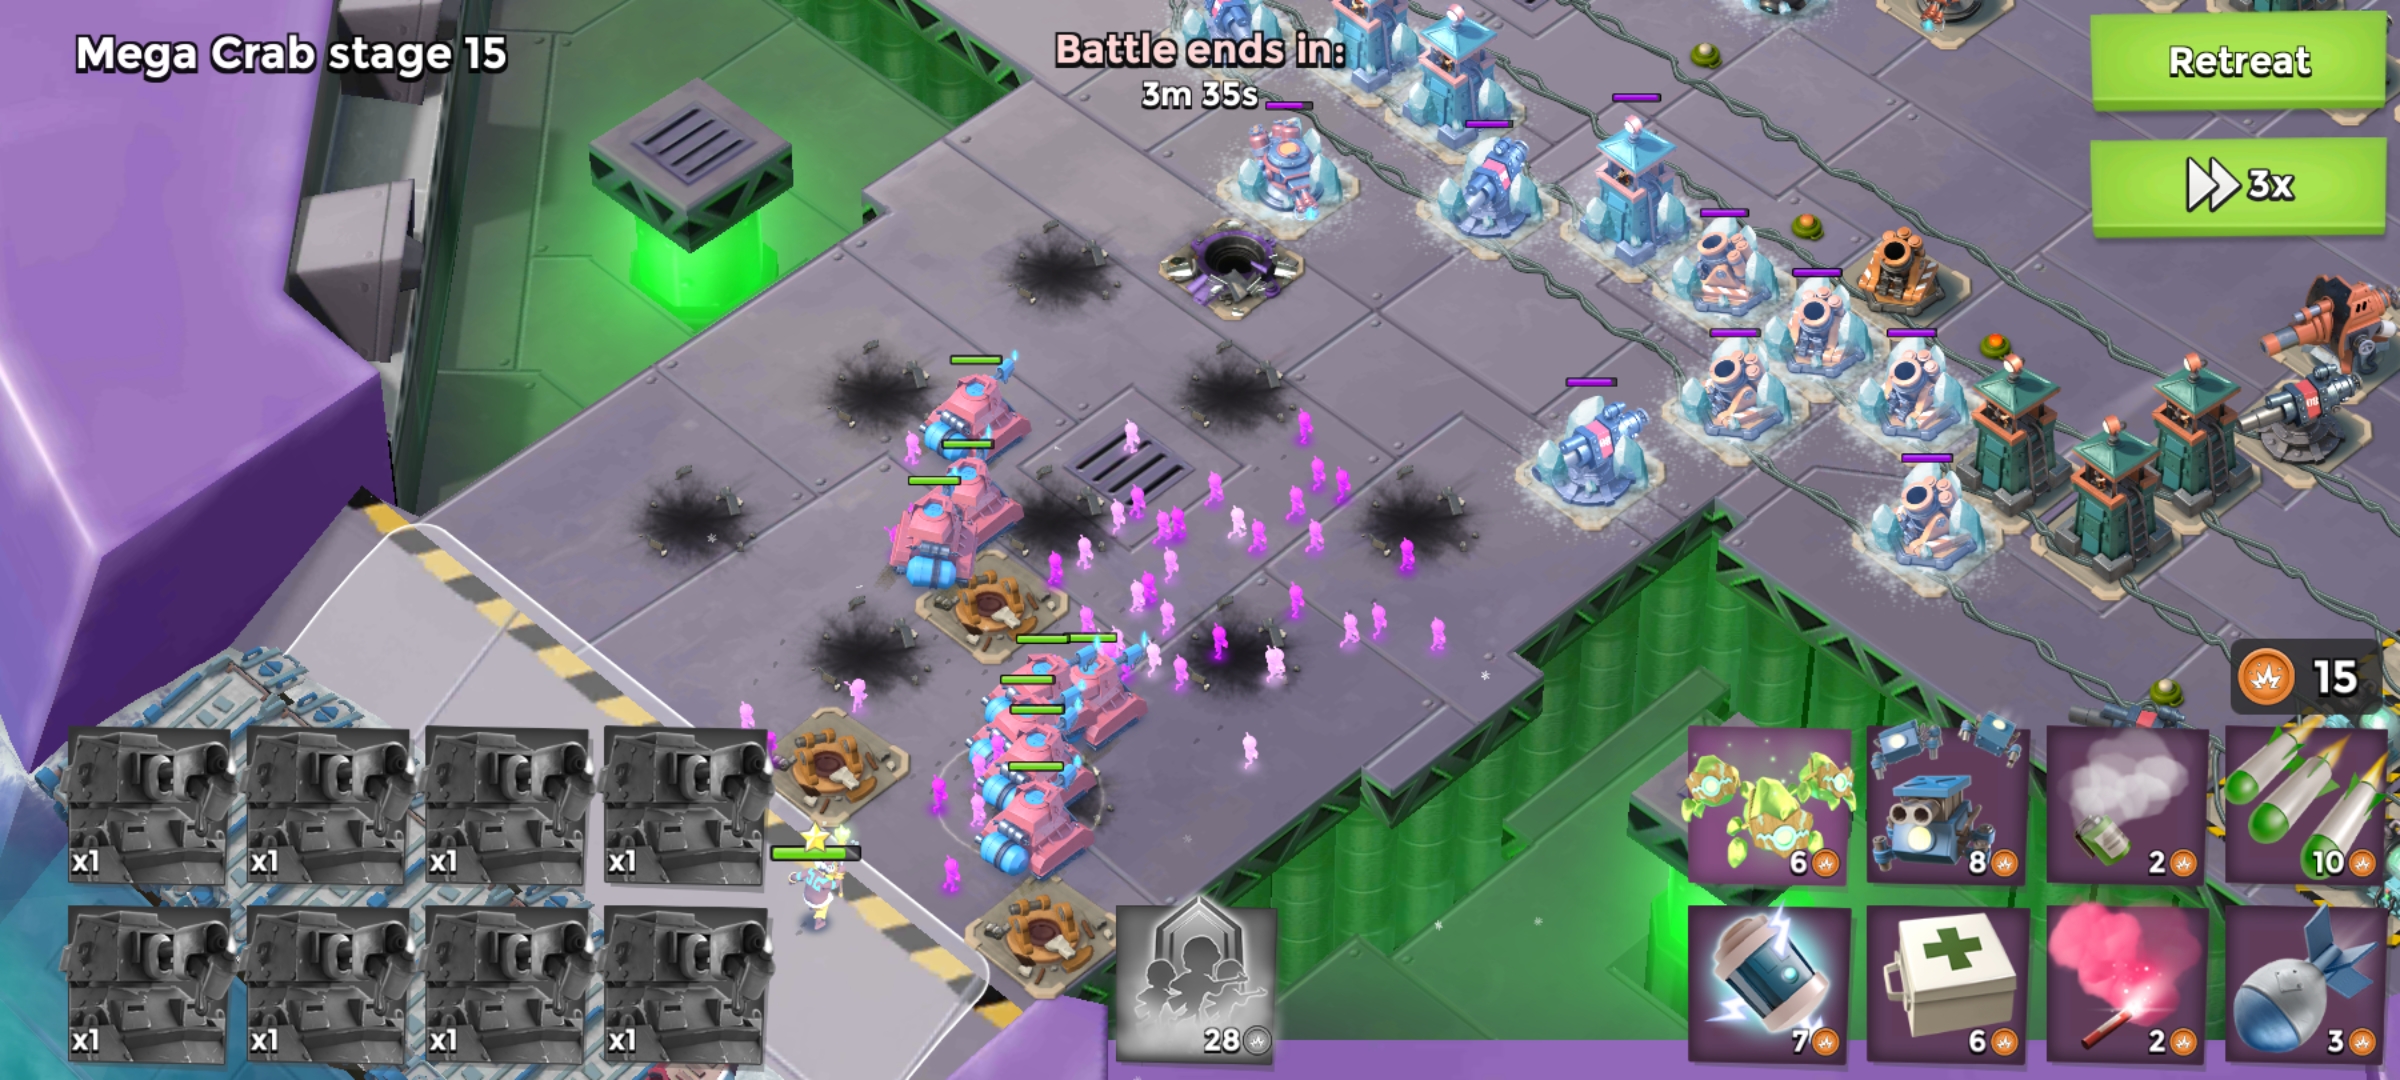 Mega Crab stage 15
Battle ends in:
3m 35s
Retreat
3x
15
x1
x1
x1
x1
6
8
2
10
x1
x1
x1
x1
28
7
6
2
3